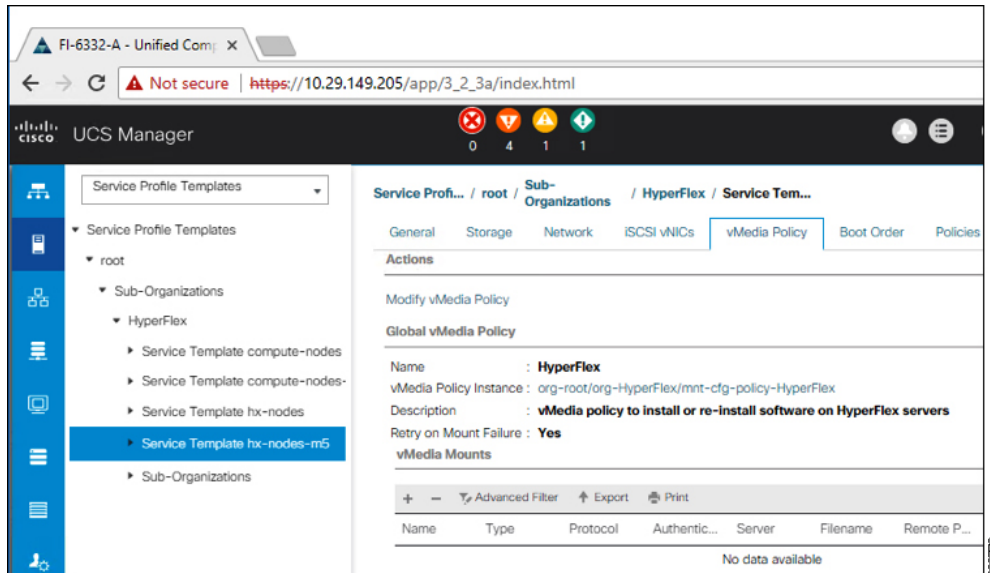 FI-6332-A - Unified Comp
Not secure | https://10.29.149.205/app/3_2_3a/index.html
cisco UCS Manager
0 4 1 1
Service Profile Templates
Service Profile Templates
root
Sub-Organizations
HyperFlex
Service Template compute-nodes
Service Template compute-nodes-
Service Template hx-nodes
Service Template hx-nodes-m5
Sub-Organizations
Service Profi... / root / Sub-Organizations / HyperFlex / Service Tem...
General Storage Network iSCSI vNICs vMedia Policy Boot Order Policies
Actions
Modify vMedia Policy
Global vMedia Policy
Name : HyperFlex
vMedia Policy Instance : org-root/org-HyperFlex/mnt-cfg-policy-HyperFlex
Description : vMedia policy to install or re-install software on HyperFlex servers
Retry on Mount Failure : Yes
vMedia Mounts
+ − Advanced Filter Export Print
Name Type Protocol Authentic... Server Filename Remote P...
No data available